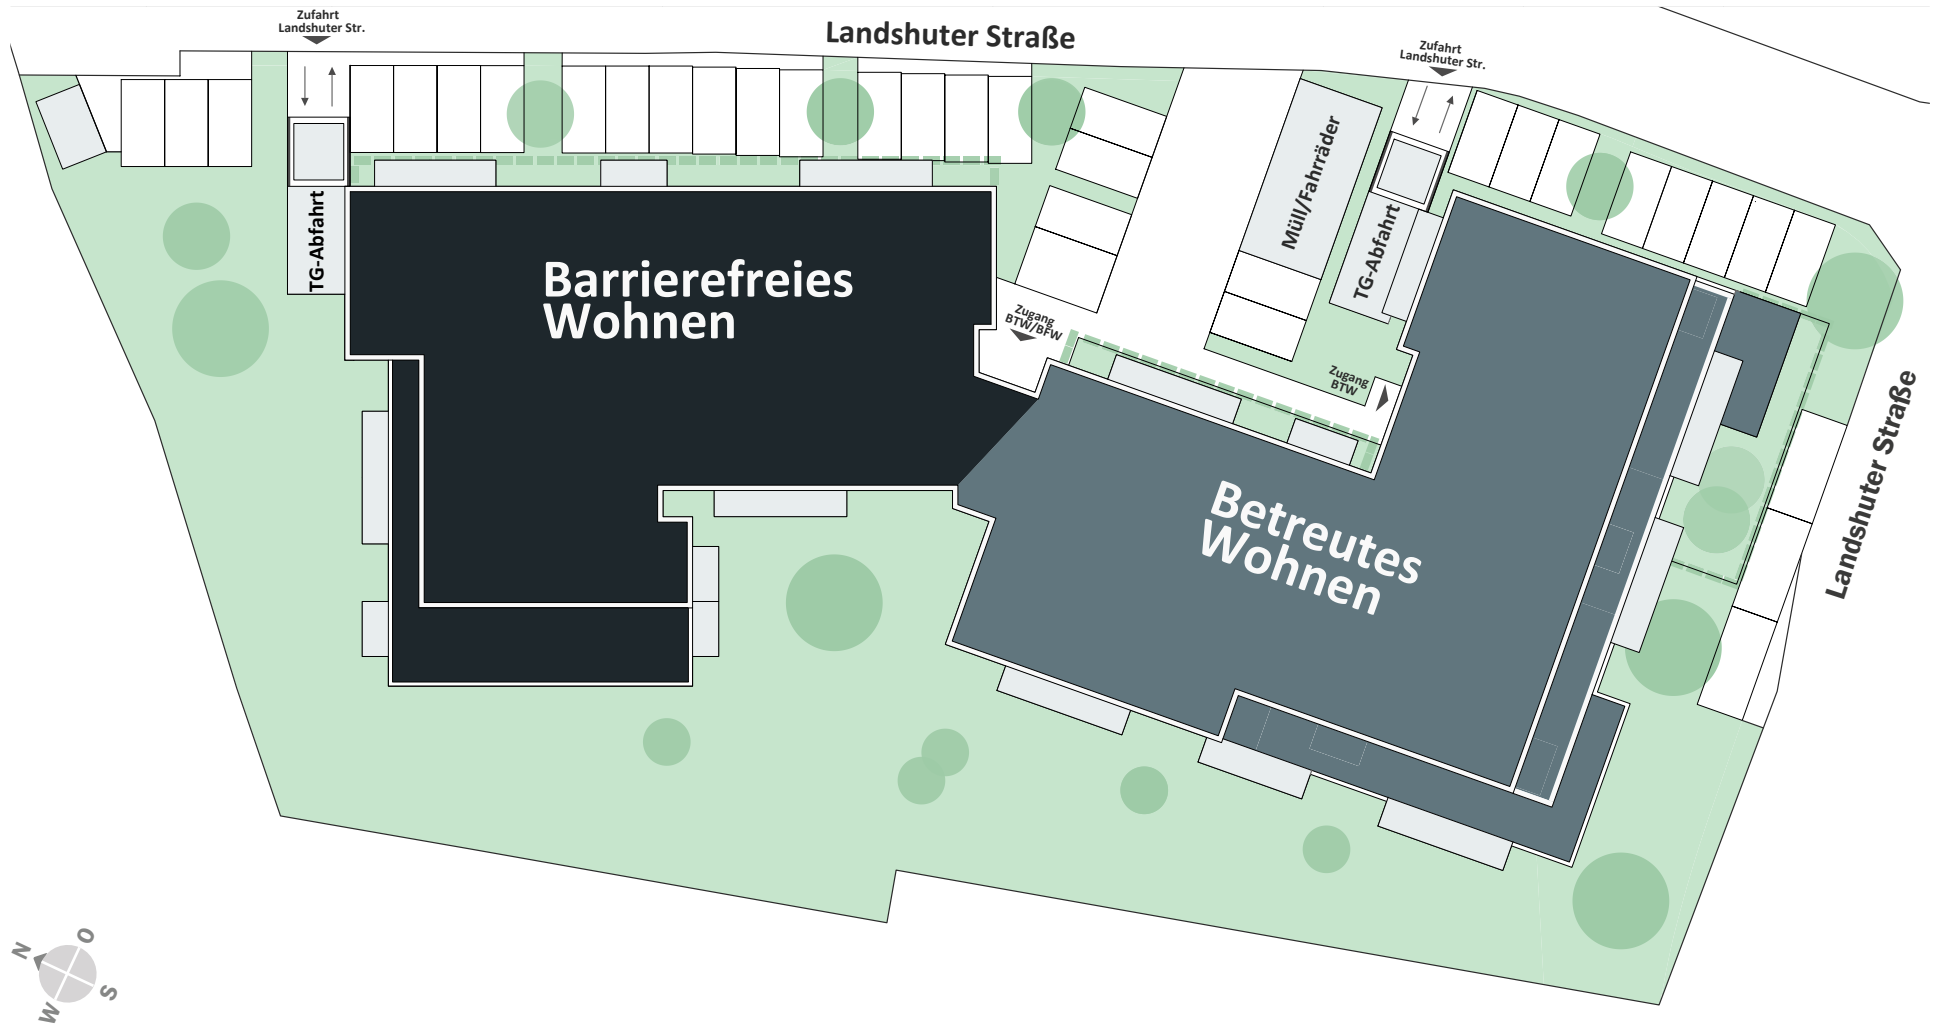 Zufahrt
Landshuter Str.
Landshuter Straße
Zufahrt
Landshuter Str.
TG-Abfahrt
Müll/Fahrräder
TG-Abfahrt
Barrierefreies
Wohnen
Zugang
BTW/BFW
Zugang
BTW
Landshuter Straße
Betreutes
Wohnen
N
O
S
W